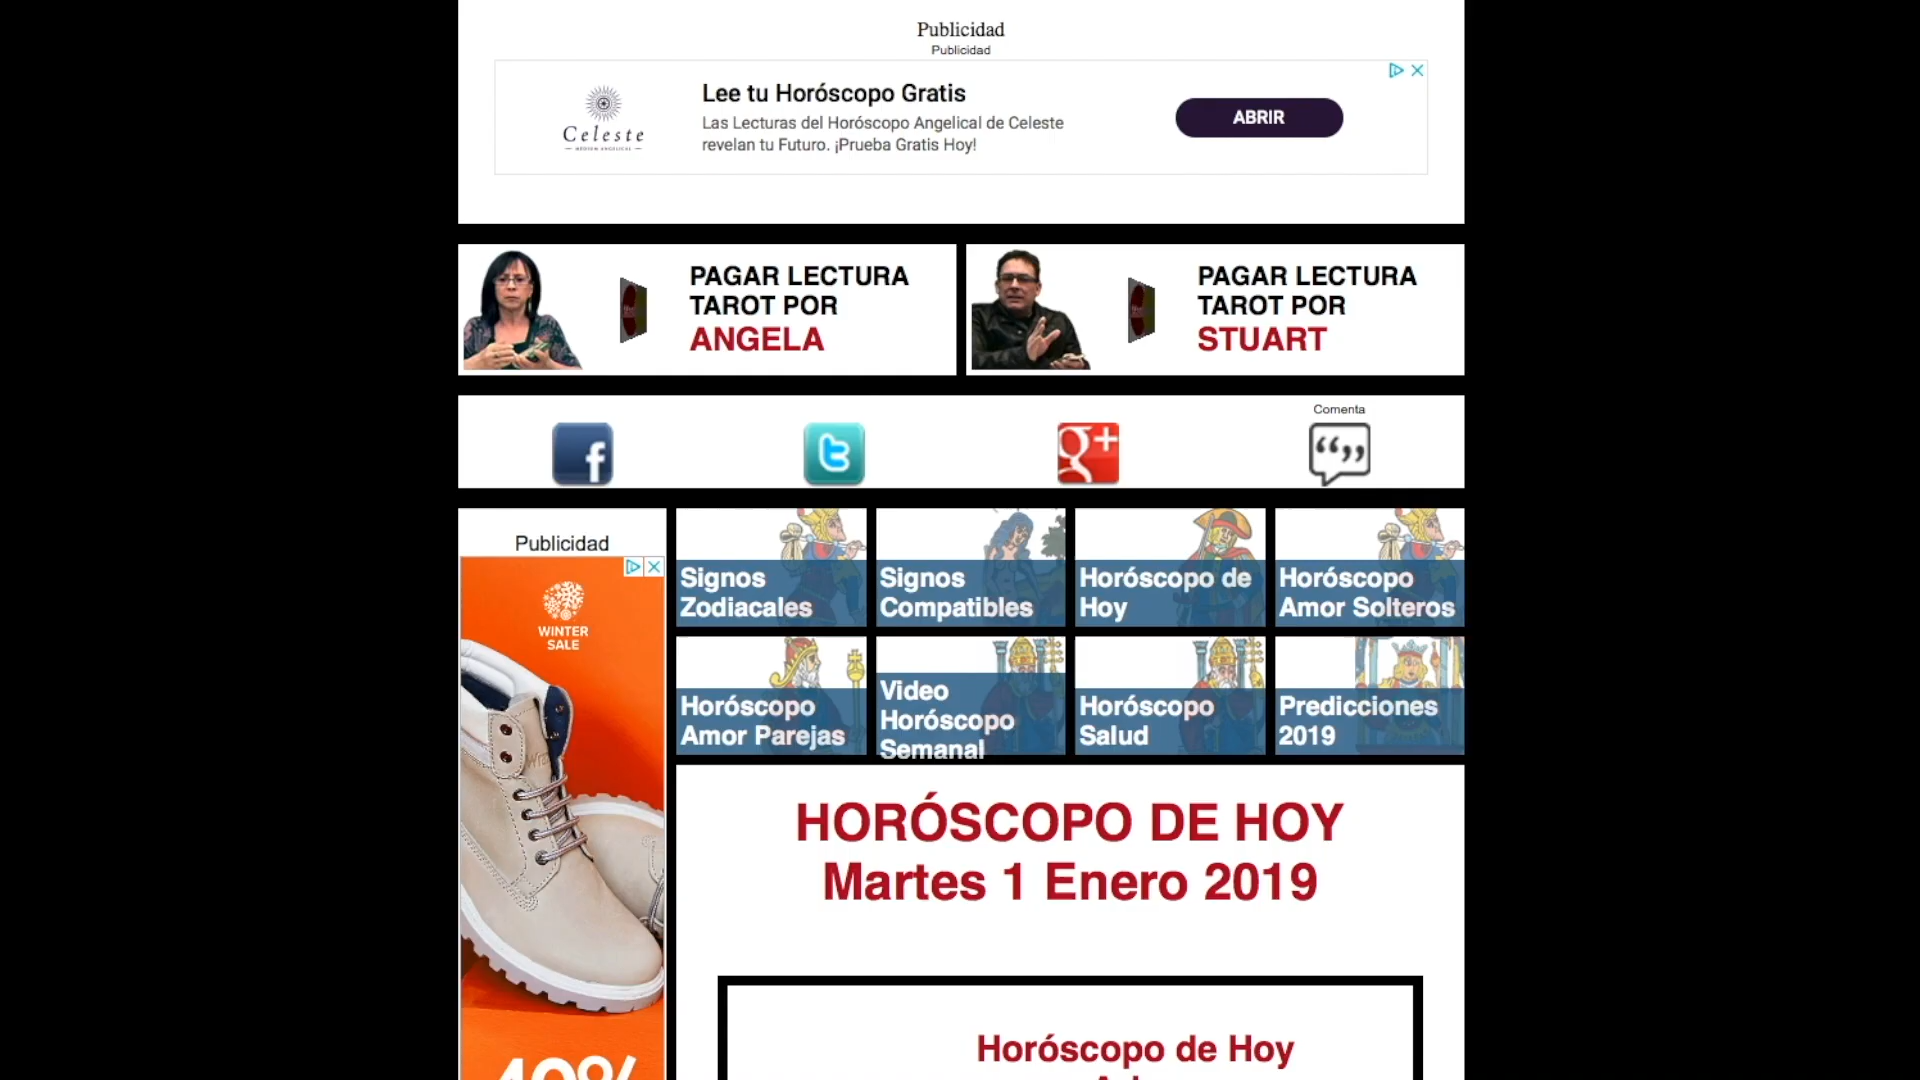 Publicidad
Publicidad
Lee tu Horóscopo Gratis
Las Lecturas del Horóscopo Angelical de Celeste
revelan tu Futuro. ¡Prueba Gratis Hoy!
ABRIR
Celeste
MÉDIUM ANGELICAL
PAGAR LECTURA
TAROT POR
ANGELA
PAGAR LECTURA
TAROT POR
STUART
Comenta
Publicidad
WINTER
SALE
40%
Signos
Zodiacales
Signos
Compatibles
Horóscopo de
Hoy
Horóscopo
Amor Solteros
Horóscopo
Amor Parejas
Video
Horóscopo
Semanal
Horóscopo
Salud
Predicciones
2019
HORÓSCOPO DE HOY
Martes 1 Enero 2019
Horóscopo de Hoy